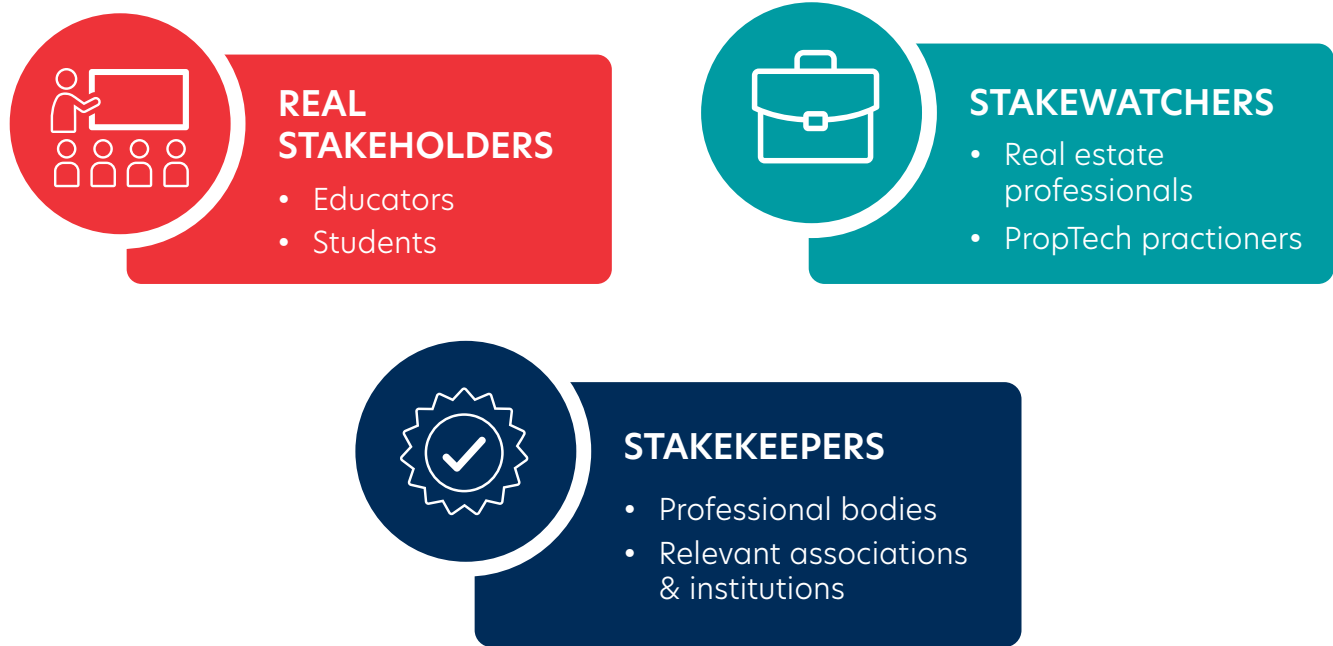 REAL
STAKEHOLDERS
• Educators
• Students
STAKEWATCHERS
• Real estate
professionals
• PropTech practioners
STAKEKEEPERS
• Professional bodies
• Relevant associations
& institutions